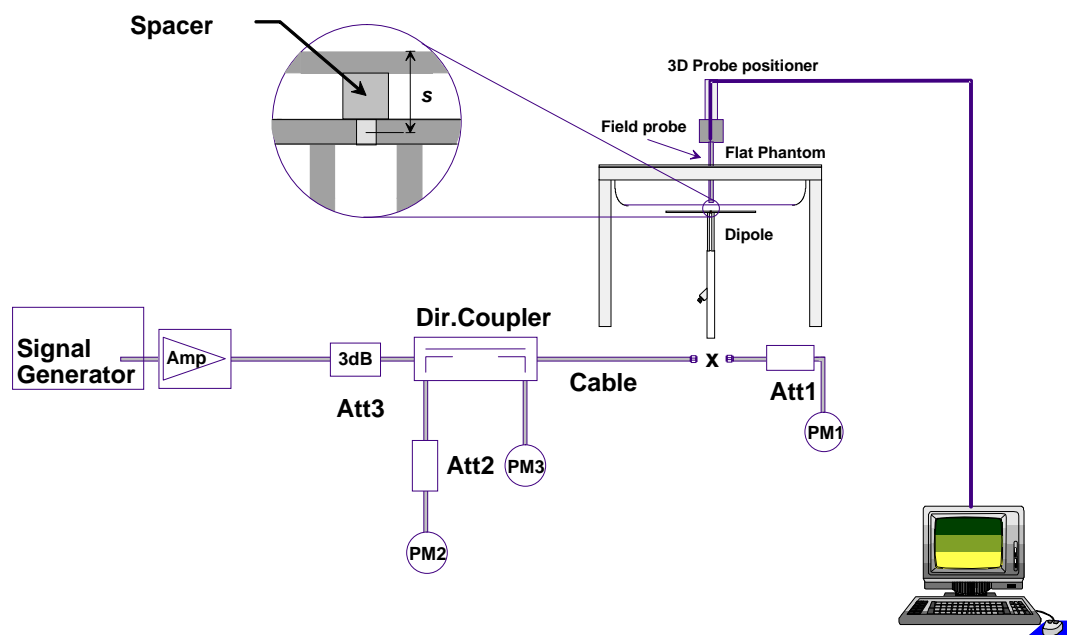 Spacer
s
3D Probe positioner
Field probe
Flat Phantom
Dipole
Dir.Coupler
Signal
Generator
Amp
3dB
Att3
Cable
x
Att1
PM1
Att2
PM3
PM2